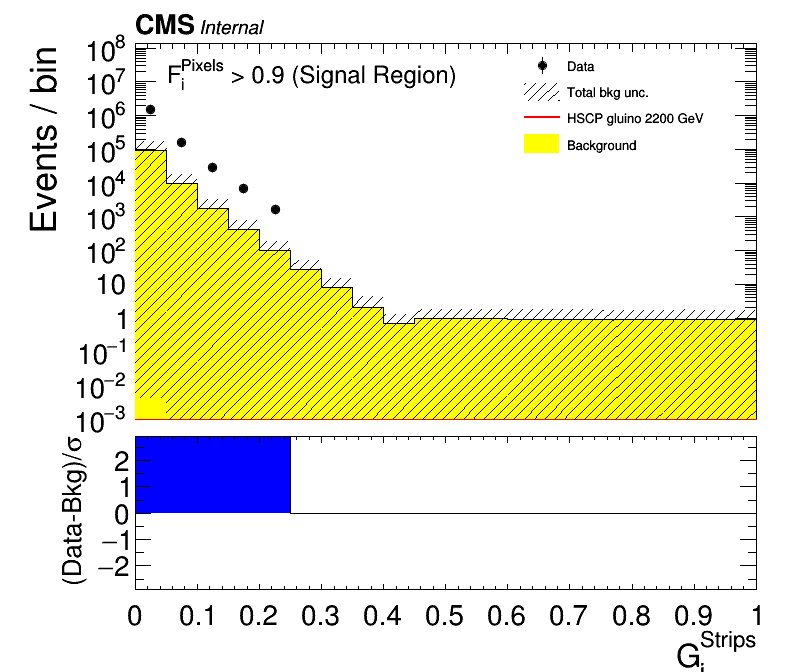 CMS Internal
F_i^Pixels > 0.9 (Signal Region)
Data
Total bkg unc.
HSCP gluino 2200 GeV
Background
Events / bin
10^8
10^7
10^6
10^5
10^4
10^3
10^2
10
1
10^−1
10^−2
10^−3
(Data-Bkg)/σ
2
1
0
−1
−2
0 0.1 0.2 0.3 0.4 0.5 0.6 0.7 0.8 0.9 1
G_i^Strips